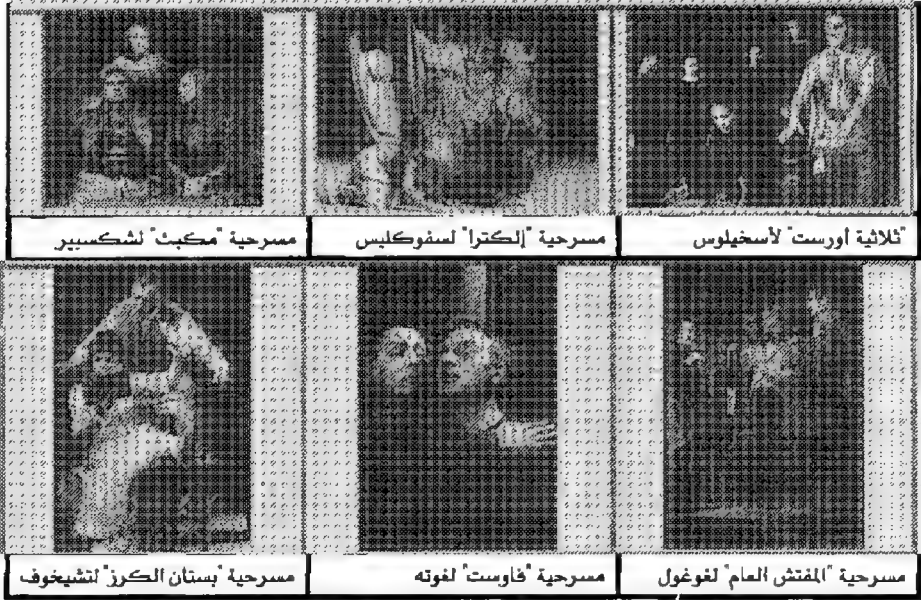 "ثلاثية أورست" لأسخيلوس
مسرحية "إلكترا" لسفوكليس
مسرحية "مكبث" لشكسبير
مسرحية "المفتش العام" لغوغول
مسرحية "فاوست" لغوته
مسرحية "بستان الكرز" لتشيخوف